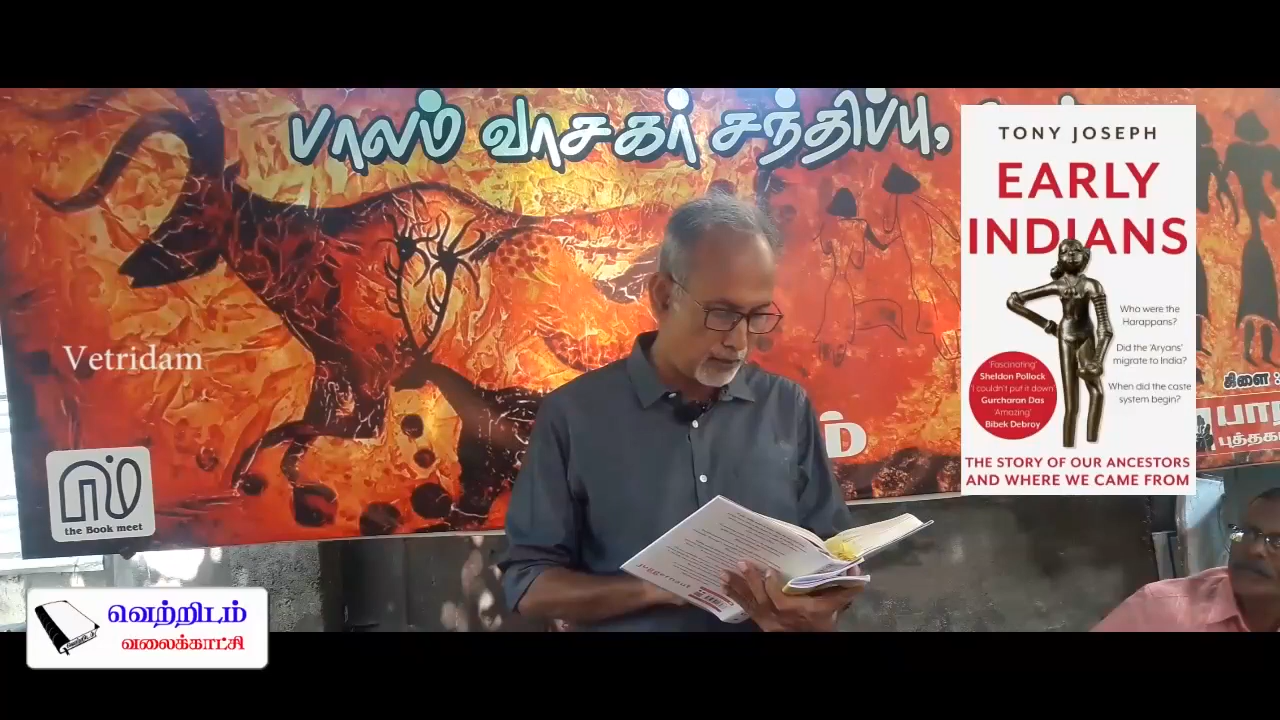 பாலம் வாசகர் சந்திப்பு,
TONY JOSEPH
EARLY
INDIANS
Who were the
Harappans?
Did the 'Aryans'
migrate to India?
When did the caste
system begin?
'Fascinating'
Sheldon Pollock
'I couldn't put it down'
Gurcharan Das
'Amazing'
Bibek Debroy
THE STORY OF OUR ANCESTORS
AND WHERE WE CAME FROM
Vetridam
the Book meet
கிளை :
juggernaut
வெற்றிடம்
வலைக்காட்சி